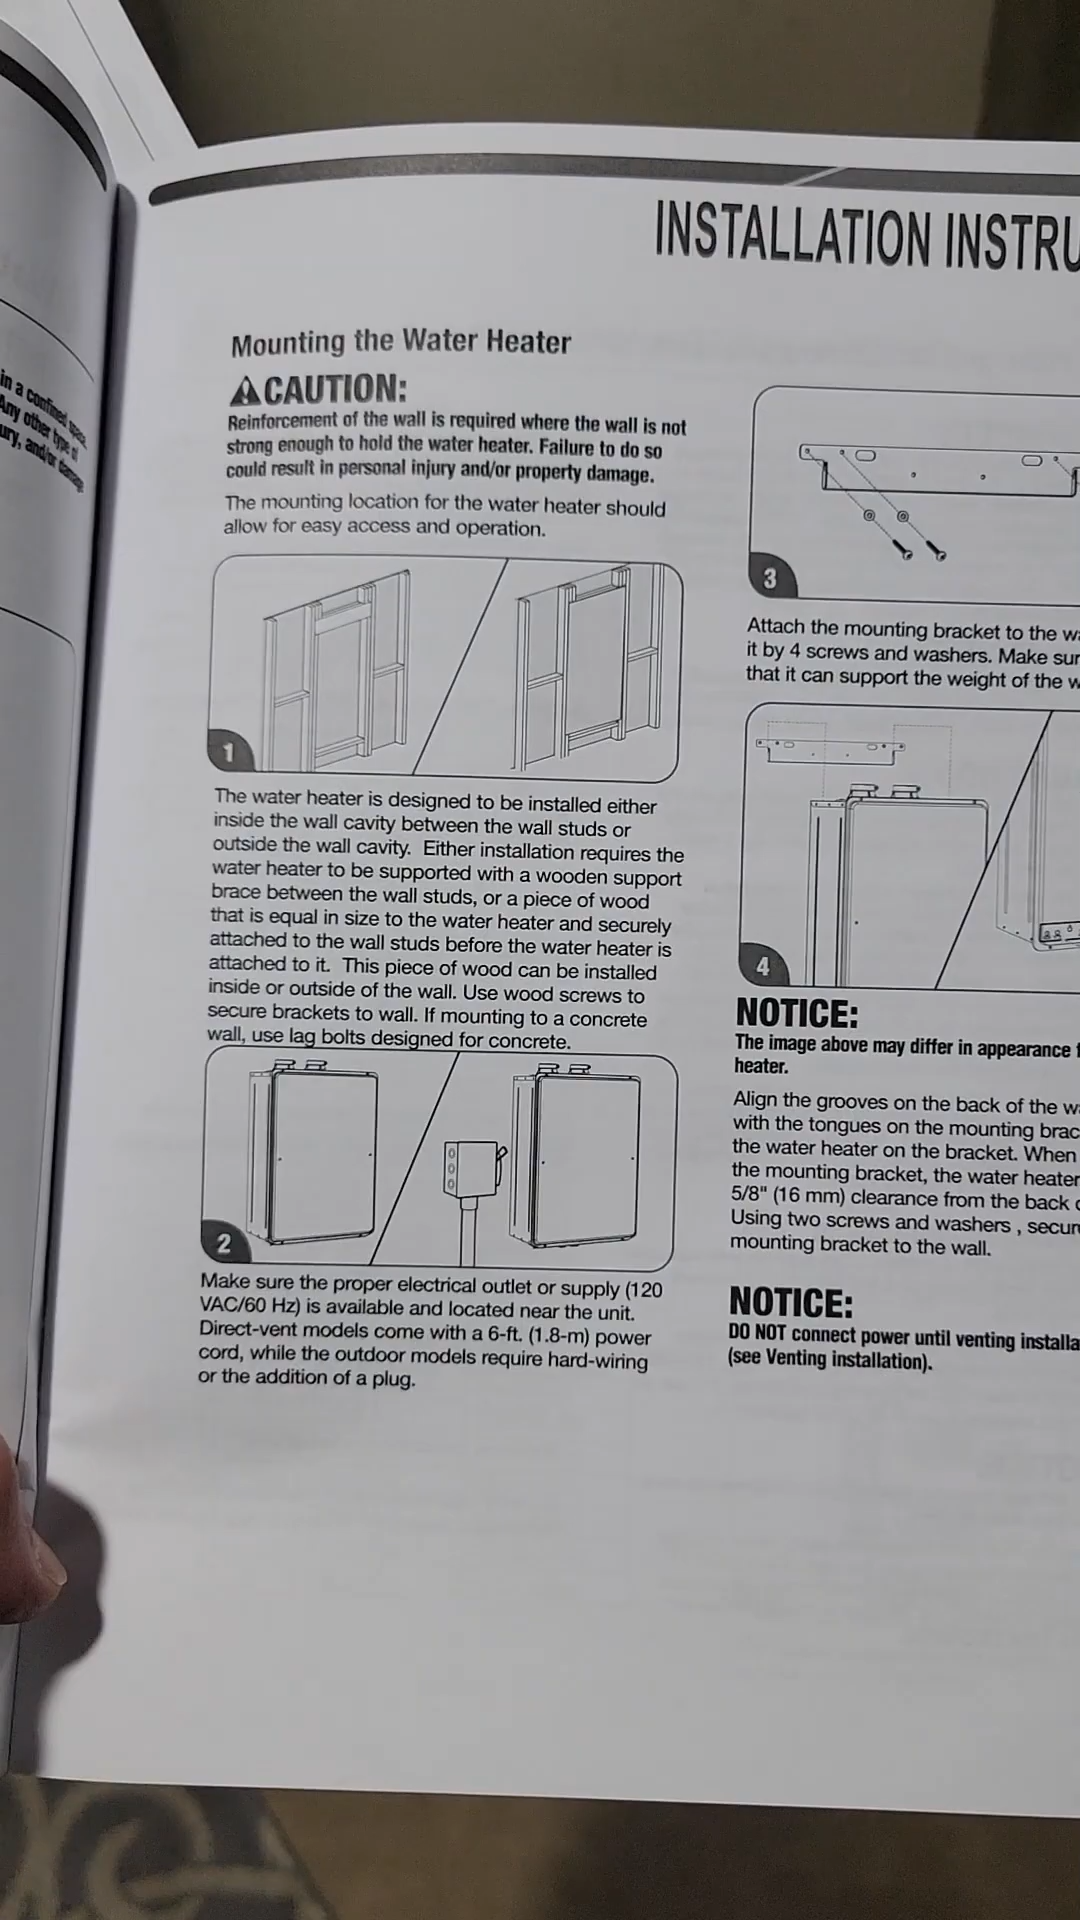 in a confined space.
Any other type of
ury, and/or damage
INSTALLATION INSTRU
Mounting the Water Heater
CAUTION:
Reinforcement of the wall is required where the wall is not
strong enough to hold the water heater. Failure to do so
could result in personal injury and/or property damage.
The mounting location for the water heater should
allow for easy access and operation.
1
The water heater is designed to be installed either
inside the wall cavity between the wall studs or
outside the wall cavity. Either installation requires the
water heater to be supported with a wooden support
brace between the wall studs, or a piece of wood
that is equal in size to the water heater and securely
attached to the wall studs before the water heater is
attached to it. This piece of wood can be installed
inside or outside of the wall. Use wood screws to
secure brackets to wall. If mounting to a concrete
wall, use lag bolts designed for concrete.
2
Make sure the proper electrical outlet or supply (120
VAC/60 Hz) is available and located near the unit.
Direct-vent models come with a 6-ft. (1.8-m) power
cord, while the outdoor models require hard-wiring
or the addition of a plug.
3
Attach the mounting bracket to the wa
it by 4 screws and washers. Make sur
that it can support the weight of the w
4
NOTICE:
The image above may differ in appearance f
heater.
Align the grooves on the back of the wa
with the tongues on the mounting brac
the water heater on the bracket. When
the mounting bracket, the water heater
5/8" (16 mm) clearance from the back o
Using two screws and washers , secur
mounting bracket to the wall.
NOTICE:
DO NOT connect power until venting installa
(see Venting installation).